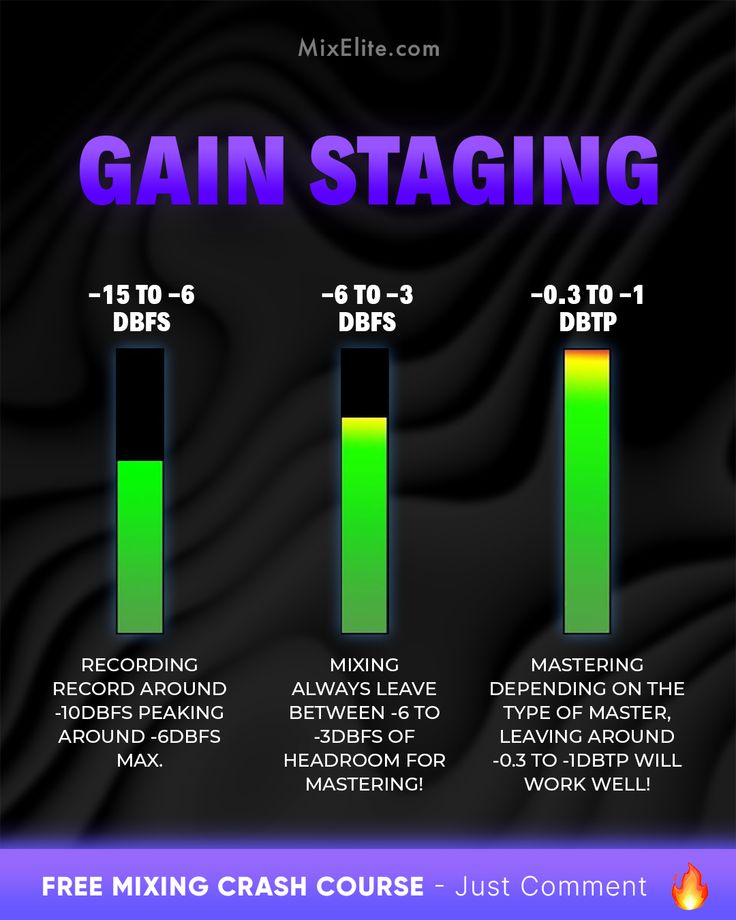 MixElite.com
GAIN STAGING
-15 TO -6
DBFS
-6 TO -3
DBFS
-0.3 TO -1
DBTP
RECORDING
RECORD AROUND
-10DBFS PEAKING
AROUND -6DBFS
MAX.
MIXING
ALWAYS LEAVE
BETWEEN -6 TO
-3DBFS OF
HEADROOM FOR
MASTERING!
MASTERING
DEPENDING ON THE
TYPE OF MASTER,
LEAVING AROUND
-0.3 TO -1DBTP WILL
WORK WELL!
FREE MIXING CRASH COURSE - Just Comment 🔥